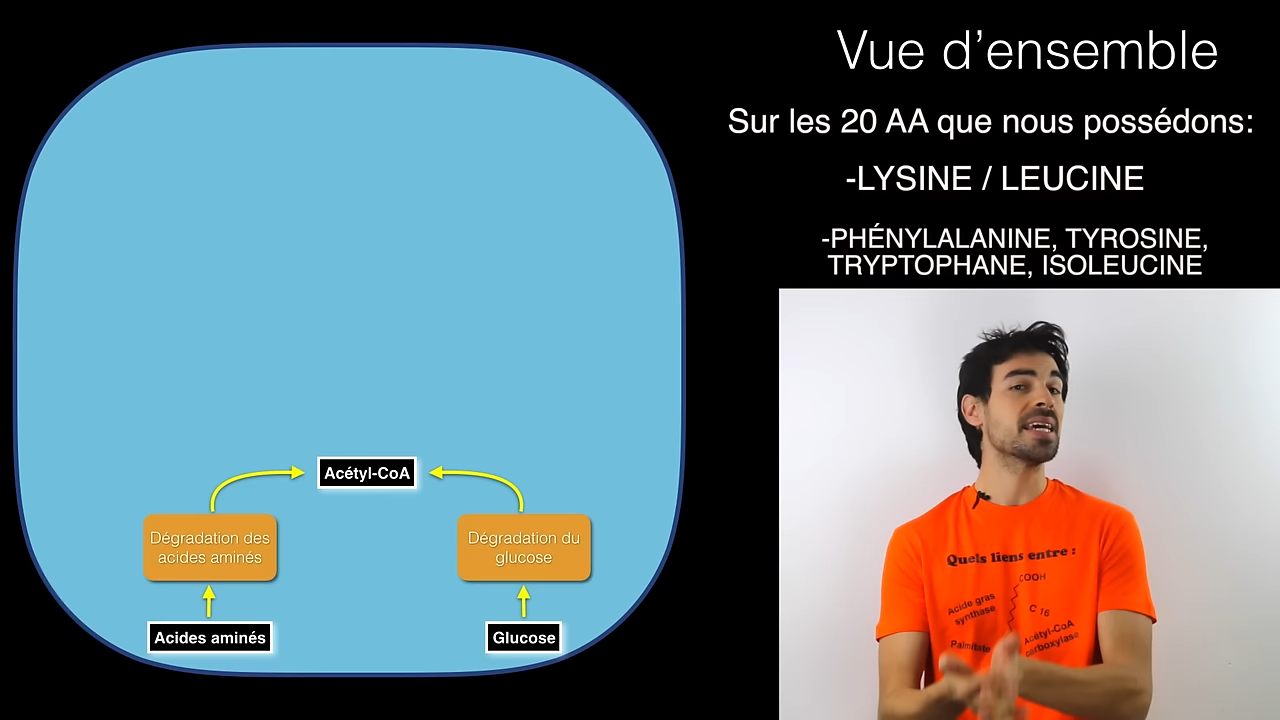 Vue d'ensemble
Sur les 20 AA que nous possédons:
-LYSINE / LEUCINE
-PHÉNYLALANINE, TYROSINE,
TRYPTOPHANE, ISOLEUCINE
Acétyl-CoA
Dégradation des
acides aminés
Dégradation du
glucose
Acides aminés
Glucose
Quels liens entre :
COOH
Acide gras
synthase
C 16
Palmitate
Acétyl-CoA
carboxylase